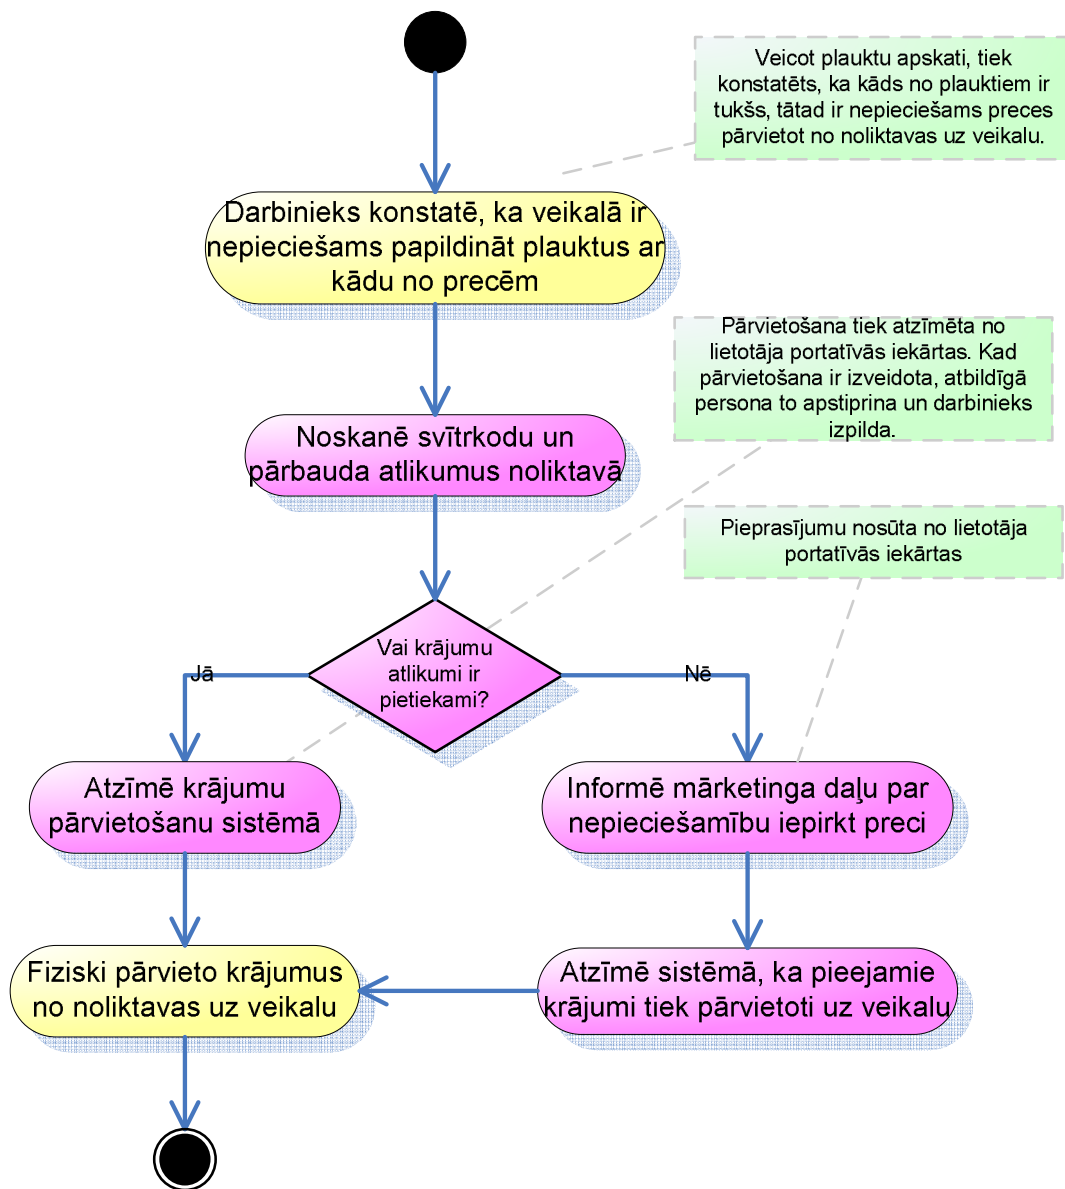 Veicot plauktu apskati, tiek
konstatēts, ka kāds no plauktiem ir
tukšs, tātad ir nepieciešams preces
pārvietot no noliktavas uz veikalu.
Darbinieks konstatē, ka veikalā ir
nepieciešams papildināt plauktus ar
kādu no precēm
Pārvietošana tiek atzīmēta no
lietotāja portatīvās iekārtas. Kad
pārvietošana ir izveidota, atbildīgā
persona to apstiprina un darbinieks
izpilda.
Noskanē svītrkodu un
pārbauda atlikumus noliktavā
Pieprasījumu nosūta no lietotāja
portatīvās iekārtas
Vai krājumu
atlikumi ir
pietiekami?
Jā
Nē
Atzīmē krājumu
pārvietošanu sistēmā
Informē mārketinga daļu par
nepieciešamību iepirkt preci
Fiziski pārvieto krājumus
no noliktavas uz veikalu
Atzīmē sistēmā, ka pieejamie
krājumi tiek pārvietoti uz veikalu